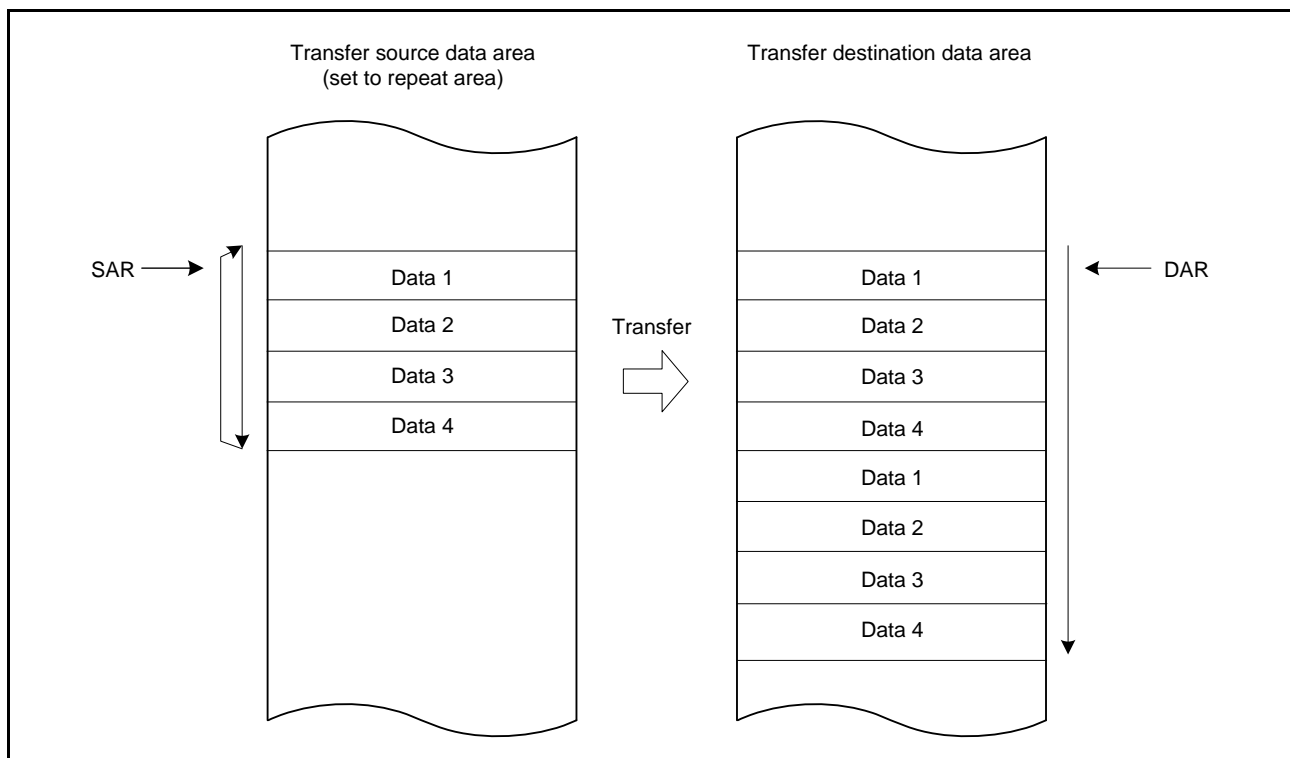 Transfer source data area
(set to repeat area)
Transfer destination data area
SAR
Data 1
Data 2
Data 3
Data 4
Transfer
Data 1
Data 2
Data 3
Data 4
Data 1
Data 2
Data 3
Data 4
DAR